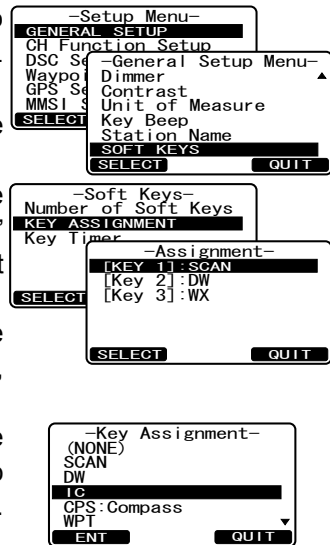 –Setup Menu–
GENERAL SETUP
CH Function Setup
DSC Se
Waypoi
GPS Se
MMSI S
SELECT
–General Setup Menu–
Dimmer
Contrast
Unit of Measure
Key Beep
Station Name
SOFT KEYS
SELECT QUIT
–Soft Keys–
Number of Soft Keys
KEY ASSIGNMENT
Key Timer
SELECT
–Assignment–
[KEY 1]:SCAN
[Key 2]:DW
[Key 3]:WX
SELECT QUIT
–Key Assignment–
(NONE)
SCAN
DW
IC
CPS:Compass
WPT
ENT QUIT